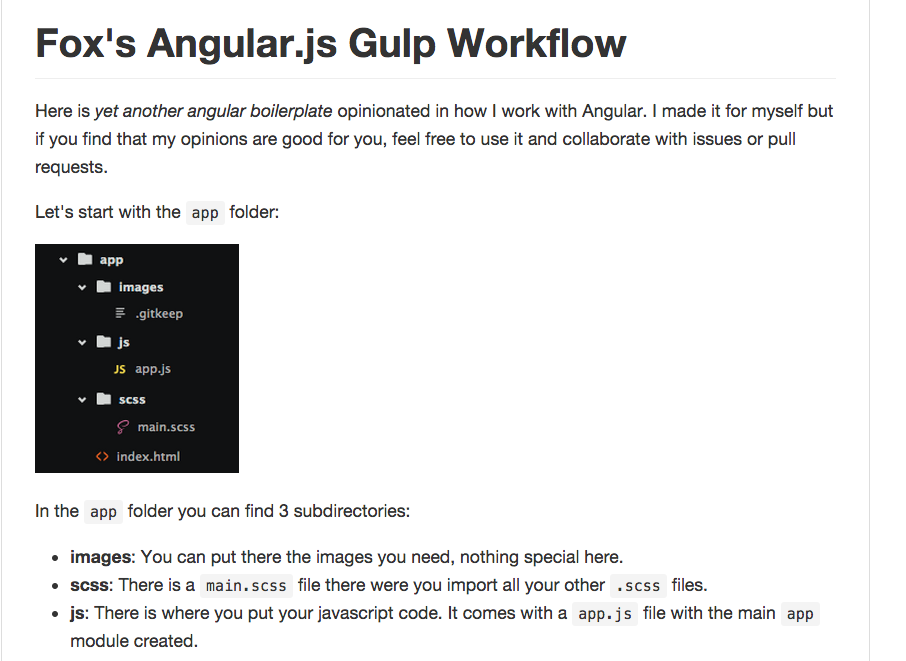 Fox's Angular.js Gulp Workflow
Here is yet another angular boilerplate opinionated in how I work with Angular. I made it for myself but
if you find that my opinions are good for you, feel free to use it and collaborate with issues or pull
requests.
Let's start with the app folder:
app
images
.gitkeep
js
JS app.js
scss
main.scss
<> index.html
In the app folder you can find 3 subdirectories:
• images: You can put there the images you need, nothing special here.
• scss: There is a main.scss file there were you import all your other .scss files.
• js: There is where you put your javascript code. It comes with a app.js file with the main app
module created.